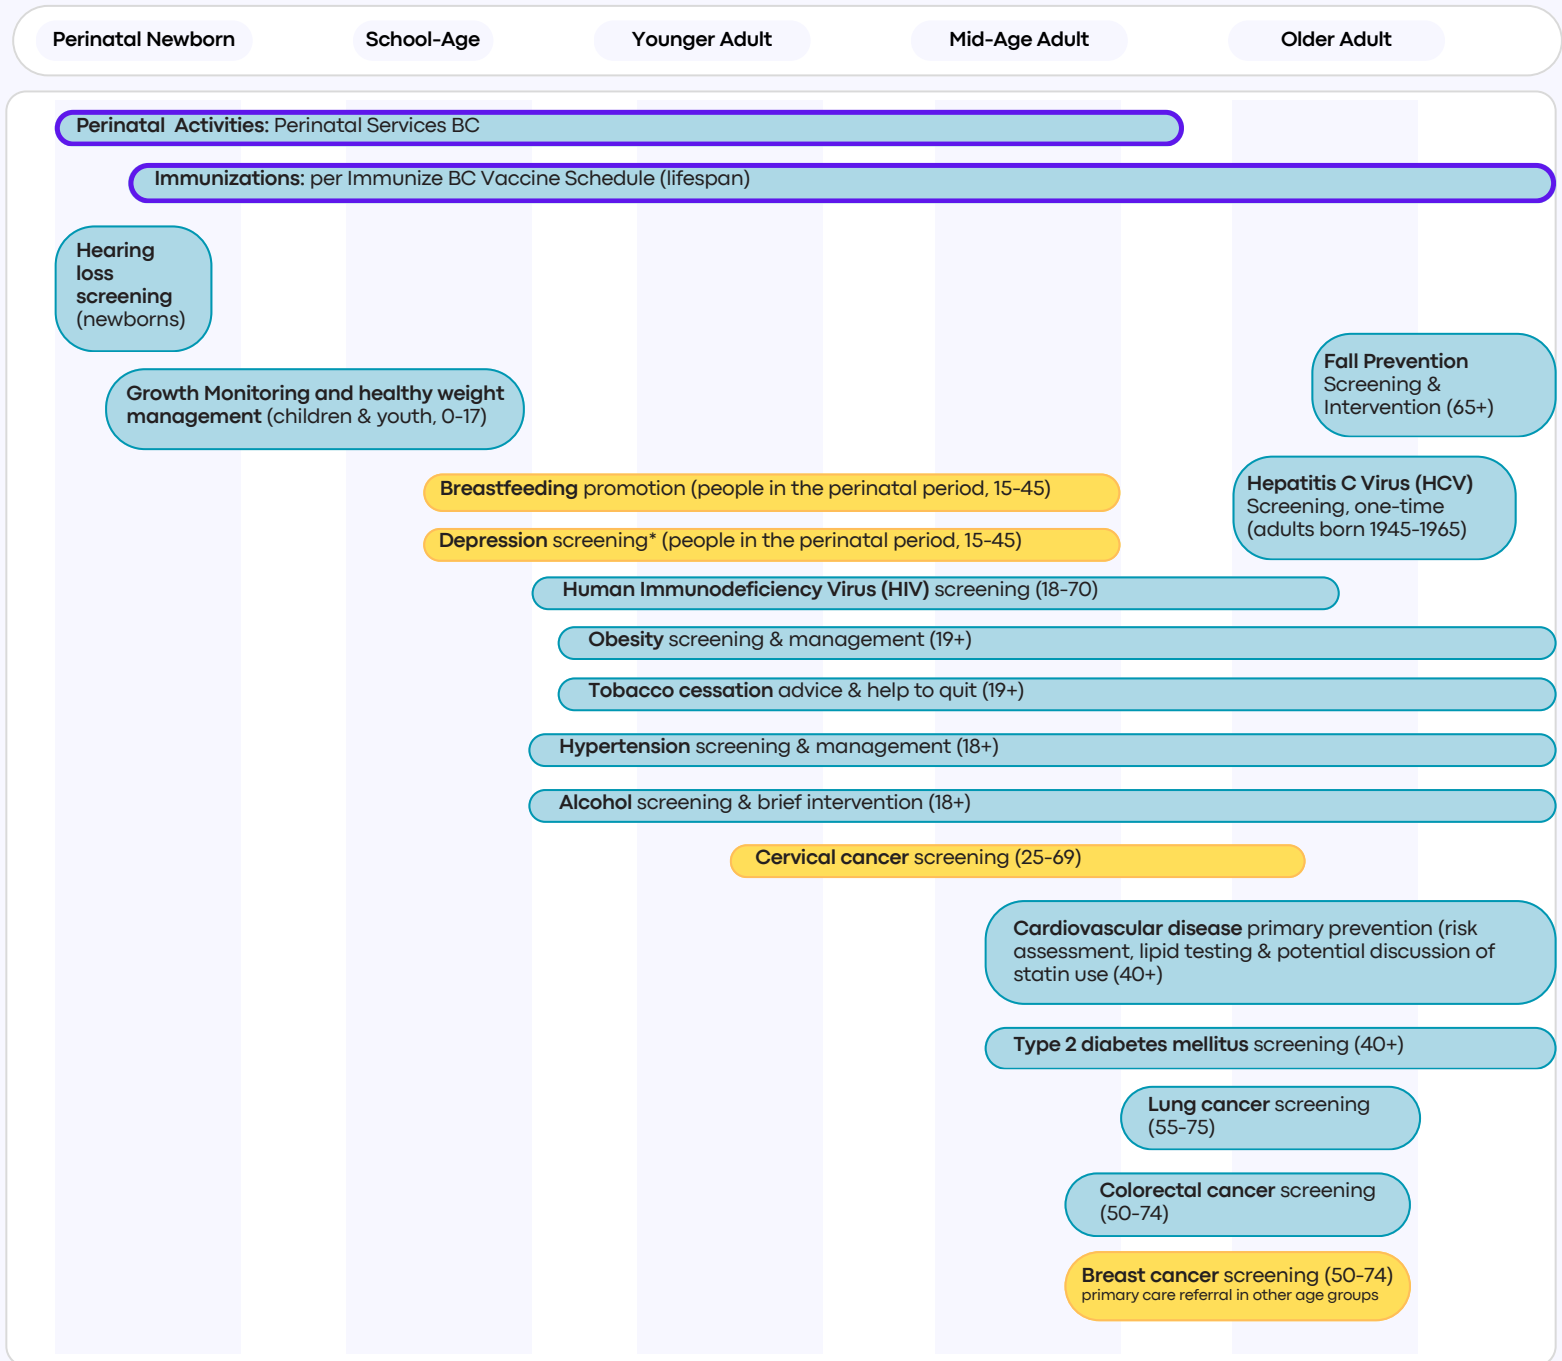 Perinatal Newborn
School-Age
Younger Adult
Mid-Age Adult
Older Adult
Perinatal Activities: Perinatal Services BC
Immunizations: per Immunize BC Vaccine Schedule (lifespan)
Hearing
loss
screening
(newborns)
Fall Prevention
Screening &
Intervention (65+)
Growth Monitoring and healthy weight
management (children & youth, 0-17)
Breastfeeding promotion (people in the perinatal period, 15-45)
Hepatitis C Virus (HCV)
Screening, one-time
(adults born 1945-1965)
Depression screening* (people in the perinatal period, 15-45)
Human Immunodeficiency Virus (HIV) screening (18-70)
Obesity screening & management (19+)
Tobacco cessation advice & help to quit (19+)
Hypertension screening & management (18+)
Alcohol screening & brief intervention (18+)
Cervical cancer screening (25-69)
Cardiovascular disease primary prevention (risk
assessment, lipid testing & potential discussion of
statin use (40+)
Type 2 diabetes mellitus screening (40+)
Lung cancer screening
(55-75)
Colorectal cancer screening
(50-74)
Breast cancer screening (50-74)
primary care referral in other age groups